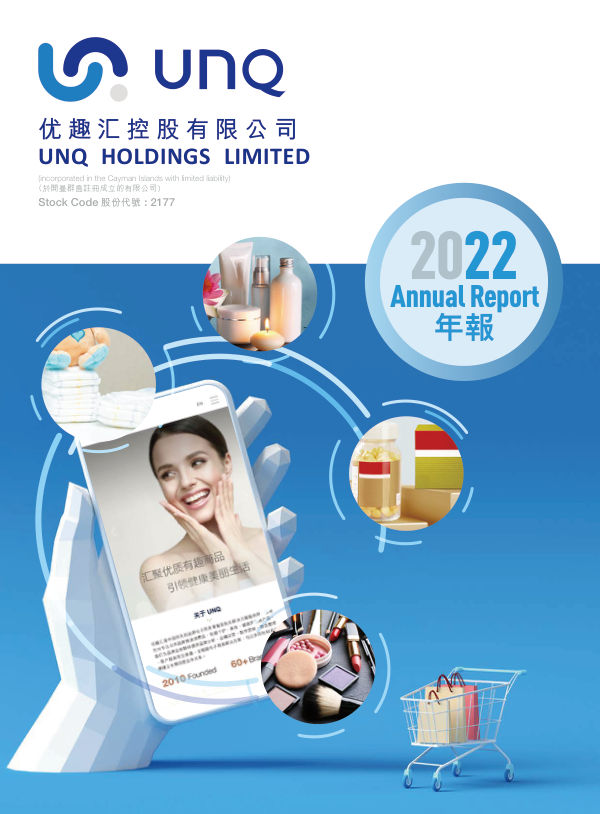 UNQ
优趣汇控股有限公司
UNQ HOLDINGS LIMITED
(incorporated in the Cayman Islands with limited liability)
(於開曼群島註冊成立的有限公司)
Stock Code 股份代號:2177
2022
Annual Report
年報
EN
汇聚优质有趣商品
引领健康美丽生活
关于 UNQ
2010 Founded
60+ Bra